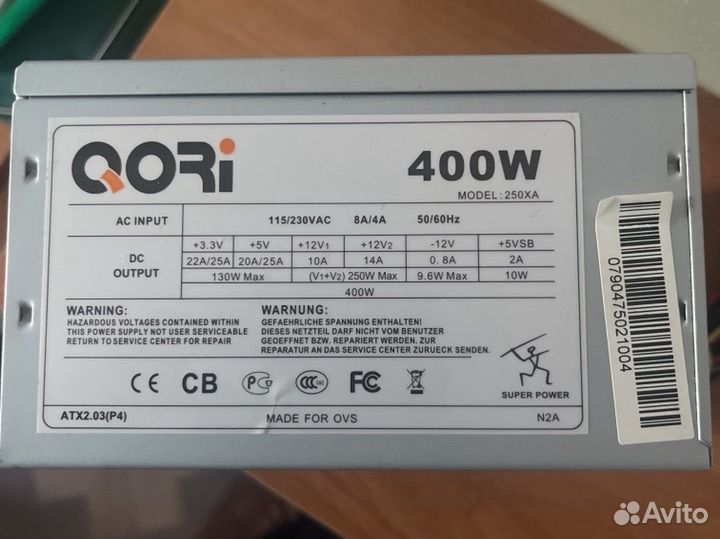 QORi
400W
MODEL: 250XA
AC INPUT 115/230VAC 8A/4A 50/60Hz
DC OUTPUT
+3.3V +5V +12V1 +12V2 -12V +5VSB
22A/25A 20A/25A 10A 14A 0.8A 2A
130W Max (V1+V2) 250W Max 9.6W Max 10W
400W
WARNING:
HAZARDOUS VOLTAGES CONTAINED WITHIN
THIS POWER SUPPLY NOT USER SERVICEABLE
RETURN TO SERVICE CENTER FOR REPAIR
WARNUNG:
GEFAEHRLICHE SPANNUNG ENTHALTEN!
DIESES NETZTEIL DARF NICHT VOM BENUTZER
GEOEFFNET BZW. REPARIERT WERDEN. ZUR
REPARATUR AN DAS SERVICE CENTER ZURUECK SENDEN.
CE CB PG CCC FC
SUPER POWER
ATX2.03(P4) MADE FOR OVS N2A
0790475021004
Avito